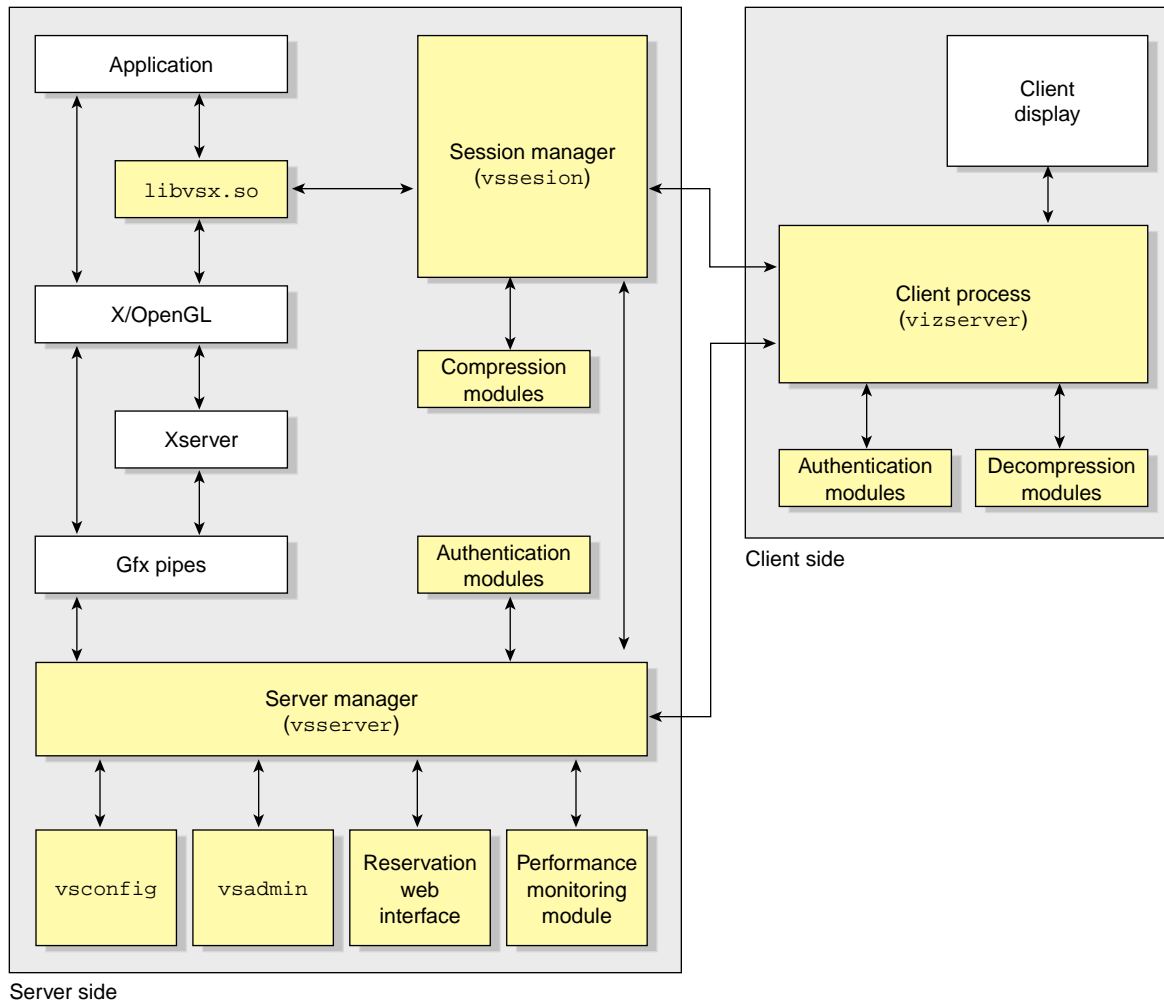 Application
libvsx.so
X/OpenGL
Xserver
Gfx pipes
Session manager
(vssesion)
Compression
modules
Authentication
modules
Server manager
(vsserver)
vsconfig
vsadmin
Reservation
web
interface
Performance
monitoring
module
Server side
Client
display
Client process
(vizserver)
Authentication
modules
Decompression
modules
Client side